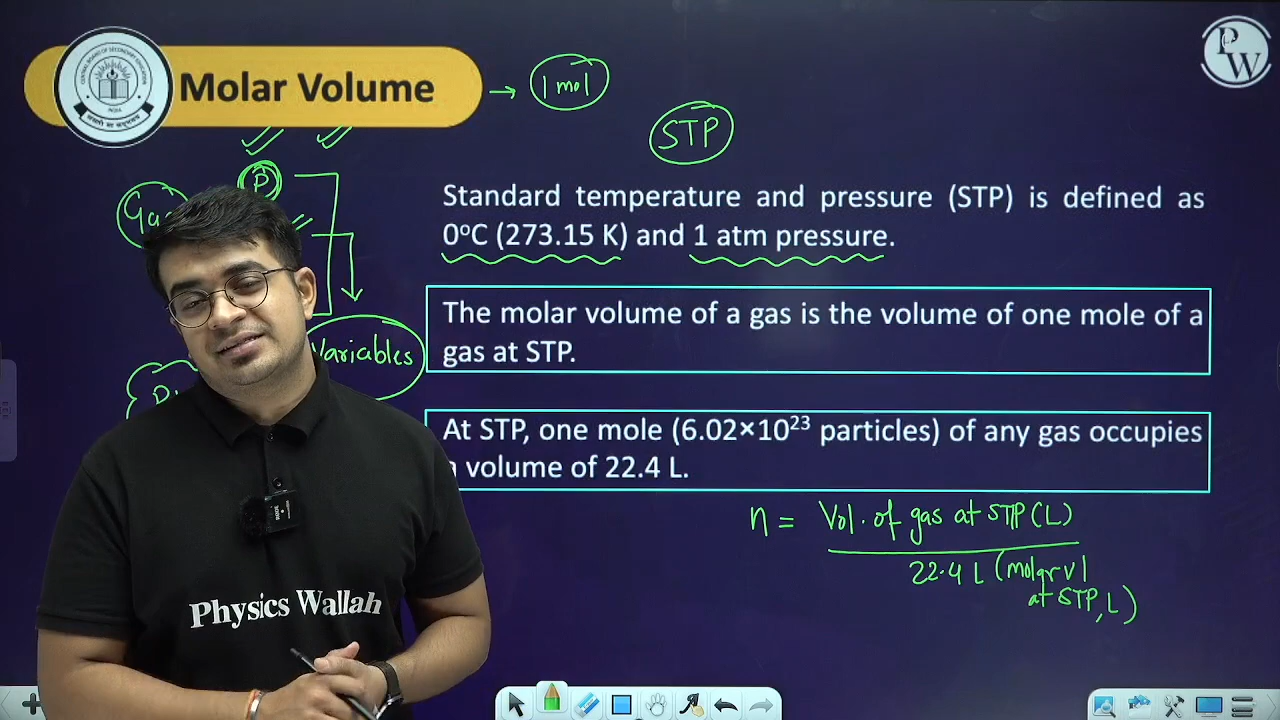 Molar Volume
→ 1 mol
STP
P
Standard temperature and pressure (STP) is defined as
0°C (273.15 K) and 1 atm pressure.
The molar volume of a gas is the volume of one mole of a
gas at STP.
Variables
At STP, one mole (6.02×10²³ particles) of any gas occupies
volume of 22.4 L.
n = Vol. of gas at STP (L)
22.4 L (molar vl
at STP, L)
Physics Wallah
PW